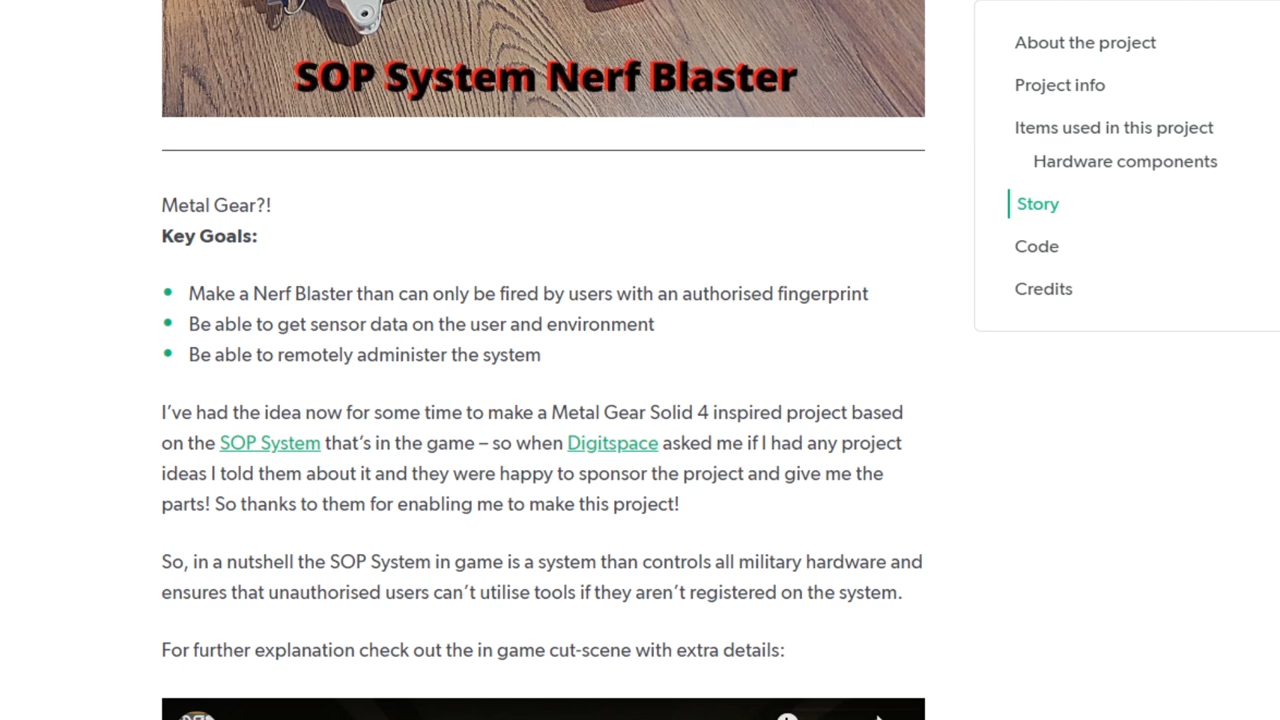 SOP System Nerf Blaster
Metal Gear?!
Key Goals:
Make a Nerf Blaster than can only be fired by users with an authorised fingerprint
Be able to get sensor data on the user and environment
Be able to remotely administer the system
I've had the idea now for some time to make a Metal Gear Solid 4 inspired project based
on the SOP System that's in the game – so when Digitspace asked me if I had any project
ideas I told them about it and they were happy to sponsor the project and give me the
parts! So thanks to them for enabling me to make this project!
So, in a nutshell the SOP System in game is a system than controls all military hardware and
ensures that unauthorised users can't utilise tools if they aren't registered on the system.
For further explanation check out the in game cut-scene with extra details:
About the project
Project info
Items used in this project
Hardware components
Story
Code
Credits